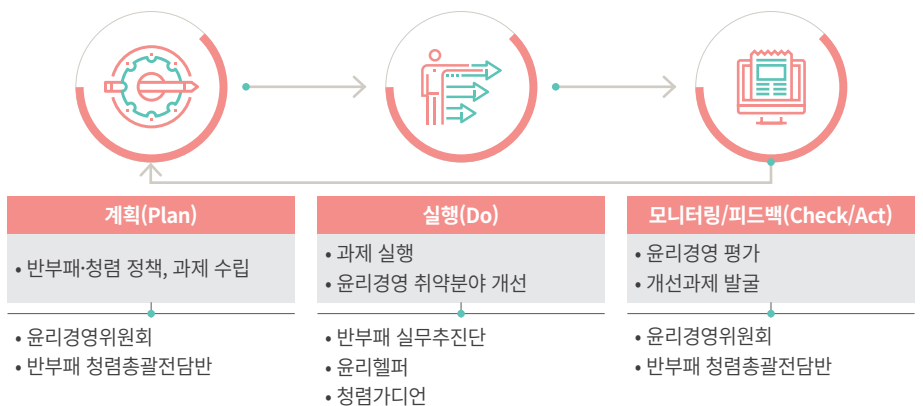 계획(Plan)
• 반부패·청렴 정책, 과제 수립
• 윤리경영위원회
• 반부패 청렴총괄전담반
실행(Do)
• 과제 실행
• 윤리경영 취약분야 개선
• 반부패 실무추진단
• 윤리헬퍼
• 청렴가디언
모니터링/피드백(Check/Act)
• 윤리경영 평가
• 개선과제 발굴
• 윤리경영위원회
• 반부패 청렴총괄전담반